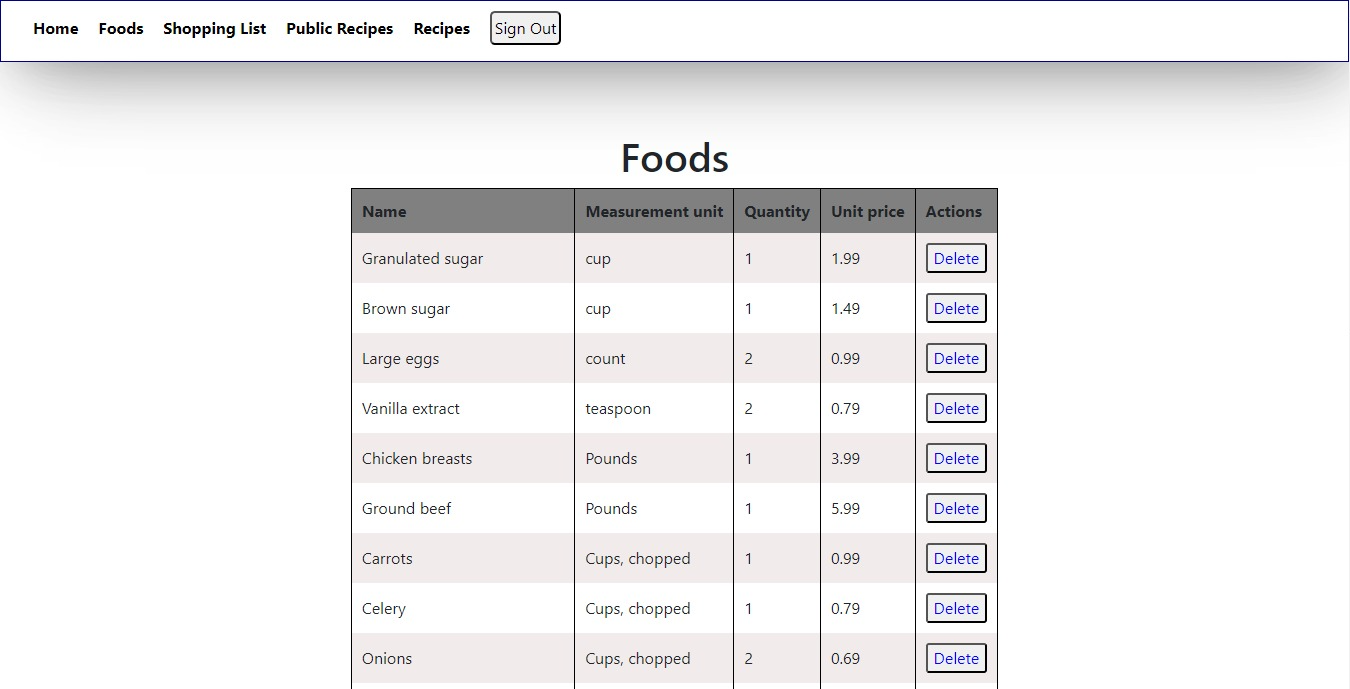 Home Foods Shopping List Public Recipes Recipes Sign Out
Foods
Name Measurement unit Quantity Unit price Actions
Granulated sugar cup 1 1.99 Delete
Brown sugar cup 1 1.49 Delete
Large eggs count 2 0.99 Delete
Vanilla extract teaspoon 2 0.79 Delete
Chicken breasts Pounds 1 3.99 Delete
Ground beef Pounds 1 5.99 Delete
Carrots Cups, chopped 1 0.99 Delete
Celery Cups, chopped 1 0.79 Delete
Onions Cups, chopped 2 0.69 Delete